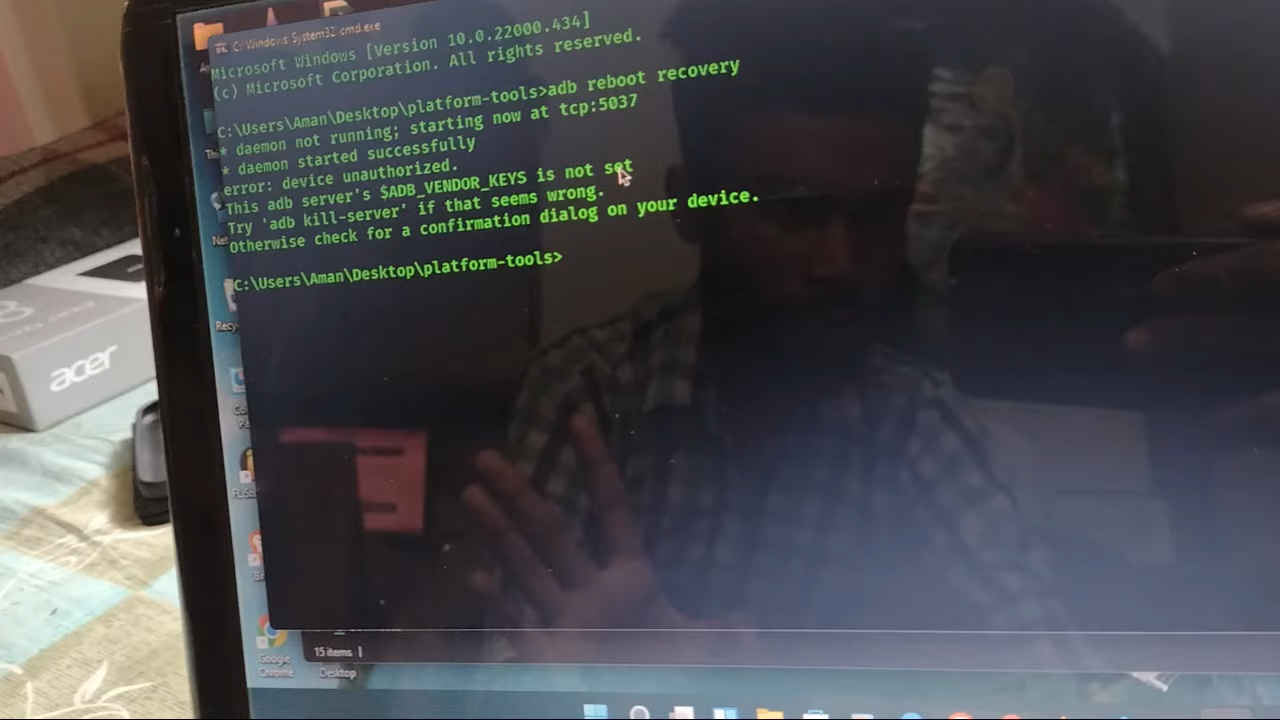 C:\Windows\System32\cmd.exe
Microsoft Windows [Version 10.0.22000.434]
(c) Microsoft Corporation. All rights reserved.
C:\Users\Aman\Desktop\platform-tools>adb reboot recovery
* daemon not running; starting now at tcp:5037
* daemon started successfully
error: device unauthorized.
This adb server's $ADB_VENDOR_KEYS is not set
Try 'adb kill-server' if that seems wrong.
Otherwise check for a confirmation dialog on your device.
C:\Users\Aman\Desktop\platform-tools>
acer
Google
Chrome
15 items
Desktop